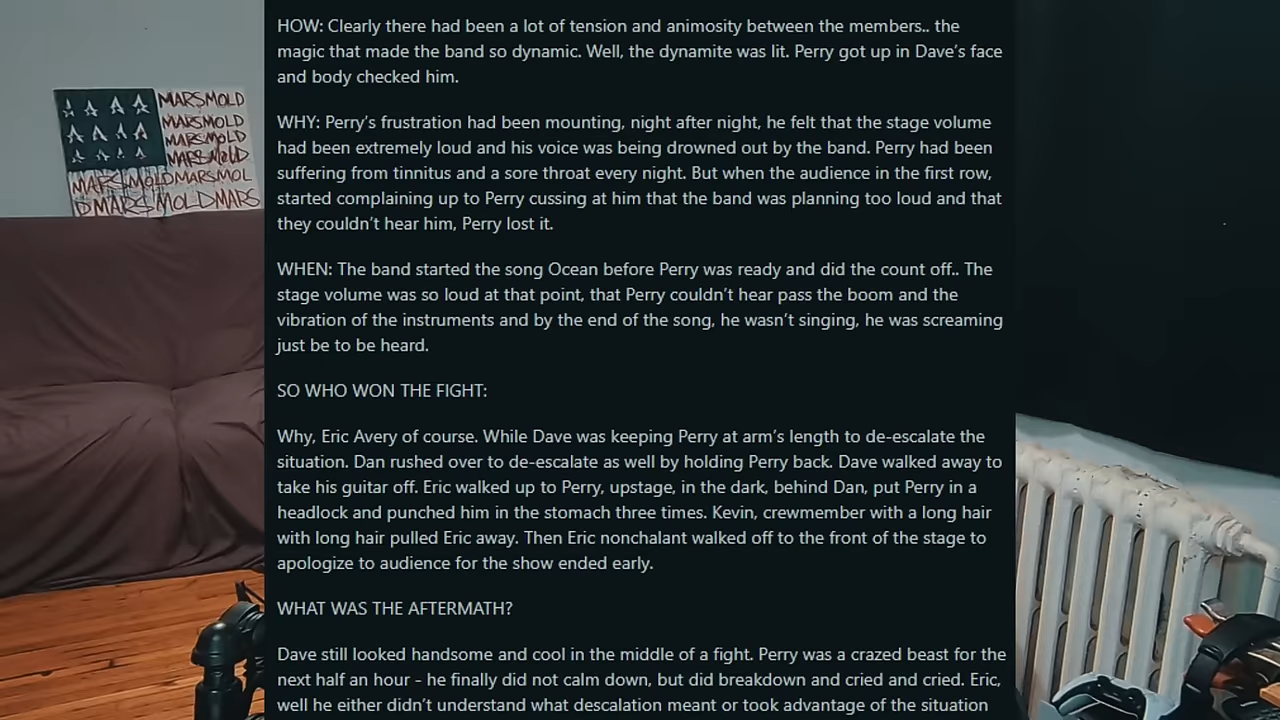 HOW: Clearly there had been a lot of tension and animosity between the members.. the
magic that made the band so dynamic. Well, the dynamite was lit. Perry got up in Dave’s face
and body checked him.
WHY: Perry’s frustration had been mounting, night after night, he felt that the stage volume
had been extremely loud and his voice was being drowned out by the band. Perry had been
suffering from tinnitus and a sore throat every night. But when the audience in the first row,
started complaining up to Perry cussing at him that the band was planning too loud and that
they couldn’t hear him, Perry lost it.
WHEN: The band started the song Ocean before Perry was ready and did the count off.. The
stage volume was so loud at that point, that Perry couldn’t hear pass the boom and the
vibration of the instruments and by the end of the song, he wasn’t singing, he was screaming
just be to be heard.
SO WHO WON THE FIGHT:
Why, Eric Avery of course. While Dave was keeping Perry at arm’s length to de-escalate the
situation. Dan rushed over to de-escalate as well by holding Perry back. Dave walked away to
take his guitar off. Eric walked up to Perry, upstage, in the dark, behind Dan, put Perry in a
headlock and punched him in the stomach three times. Kevin, crewmember with a long hair
with long hair pulled Eric away. Then Eric nonchalant walked off to the front of the stage to
apologize to audience for the show ended early.
WHAT WAS THE AFTERMATH?
Dave still looked handsome and cool in the middle of a fight. Perry was a crazed beast for the
next half an hour - he finally did not calm down, but did breakdown and cried and cried. Eric,
well he either didn’t understand what descalation meant or took advantage of the situation
MARSMOLD
MARSMOLD
MARSMOLD
MARSMOLD
MARSMOLDMARSMOL
DMARSMOLDMARS